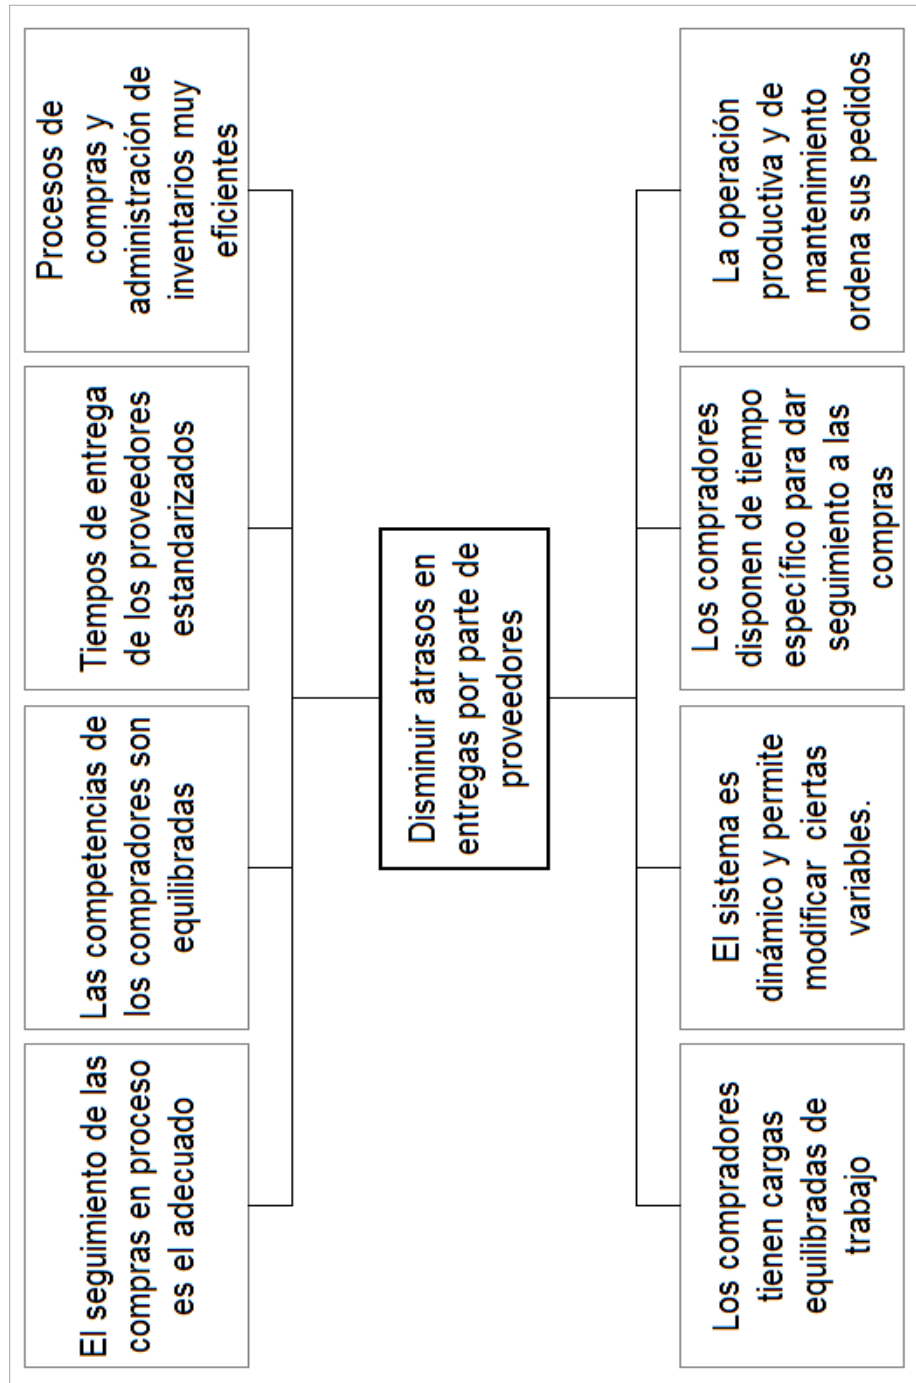 El seguimiento de las
compras en proceso
es el adecuado
Las competencias de
los compradores son
equilibradas
Tiempos de entrega
de los proveedores
estandarizados
Procesos de
compras y
administración de
inventarios muy
eficientes
Disminuir atrasos en
entregas por parte de
proveedores
Los compradores
tienen cargas
equilibradas de
trabajo
El sistema es
dinámico y permite
modificar ciertas
variables.
Los compradores
disponen de tiempo
específico para dar
seguimiento a las
compras
La operación
productiva y de
mantenimiento
ordena sus pedidos